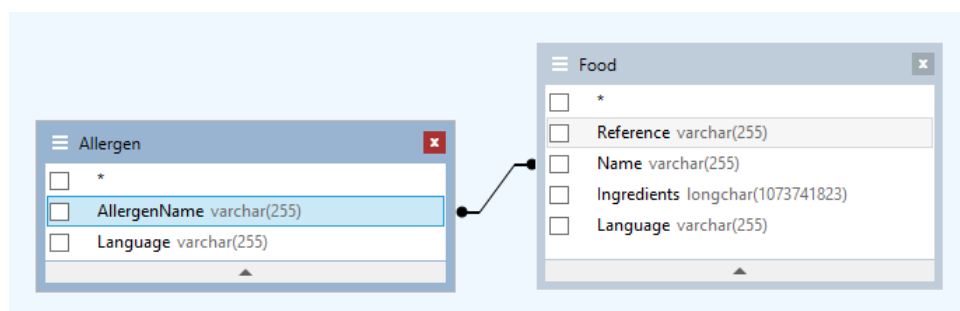 Allergen
*
AllergenName varchar(255)
Language varchar(255)
Food
*
Reference varchar(255)
Name varchar(255)
Ingredients longchar(1073741823)
Language varchar(255)